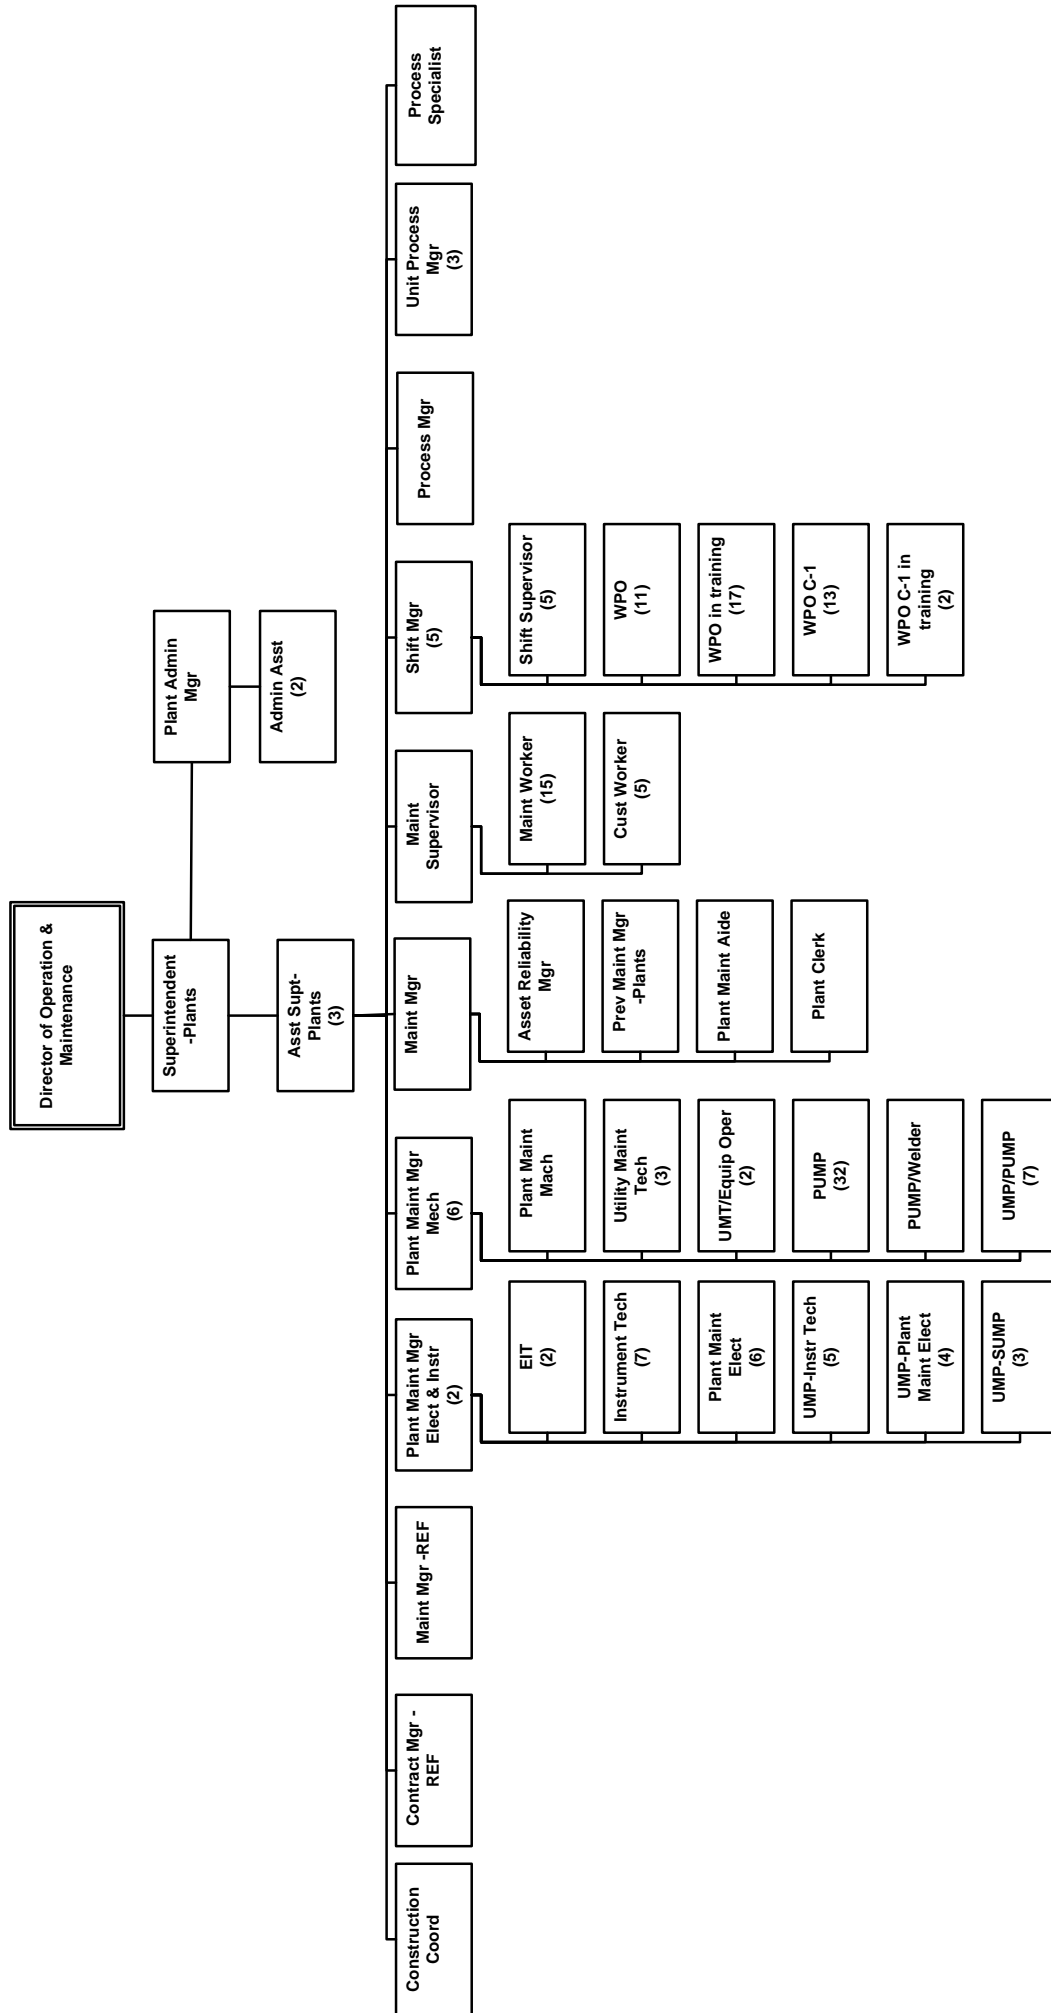 Director of Operation &
Maintenance
Superintendent
-Plants
Plant Admin
Mgr
Admin Asst
(2)
Asst Supt-
Plants
(3)
Construction
Coord
Contract Mgr -
REF
Maint Mgr -REF
Plant Maint Mgr
Elect & Instr
(2)
Plant Maint Mgr
Mech
(6)
Maint Mgr
Maint
Supervisor
Shift Mgr
(5)
Process Mgr
Unit Process
Mgr
(3)
Process
Specialist
EIT
(2)
Instrument Tech
(7)
Plant Maint
Elect
(6)
UMP-Instr Tech
(5)
UMP-Plant
Maint Elect
(4)
UMP-SUMP
(3)
Plant Maint
Mach
Utility Maint
Tech
(3)
UMT/Equip Oper
(2)
PUMP
(32)
PUMP/Welder
UMP/PUMP
(7)
Asset Reliability
Mgr
Prev Maint Mgr
-Plants
Plant Maint Aide
Plant Clerk
Maint Worker
(15)
Cust Worker
(5)
Shift Supervisor
(5)
WPO
(11)
WPO in training
(17)
WPO C-1
(13)
WPO C-1 in
training
(2)